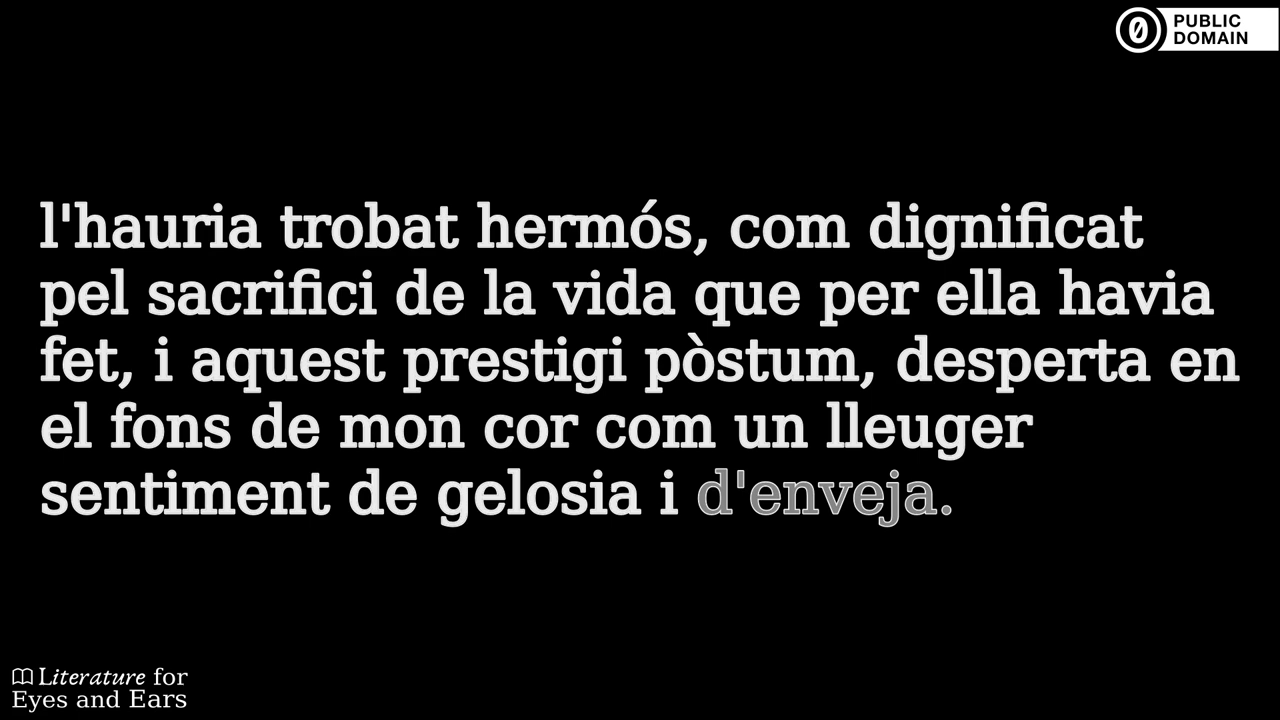 PUBLIC
DOMAIN
l'hauria trobat hermós, com dignificat
pel sacrifici de la vida que per ella havia
fet, i aquest prestigi pòstum, desperta en
el fons de mon cor com un lleuger
sentiment de gelosia i d'enveja.
Literature for
Eyes and Ears